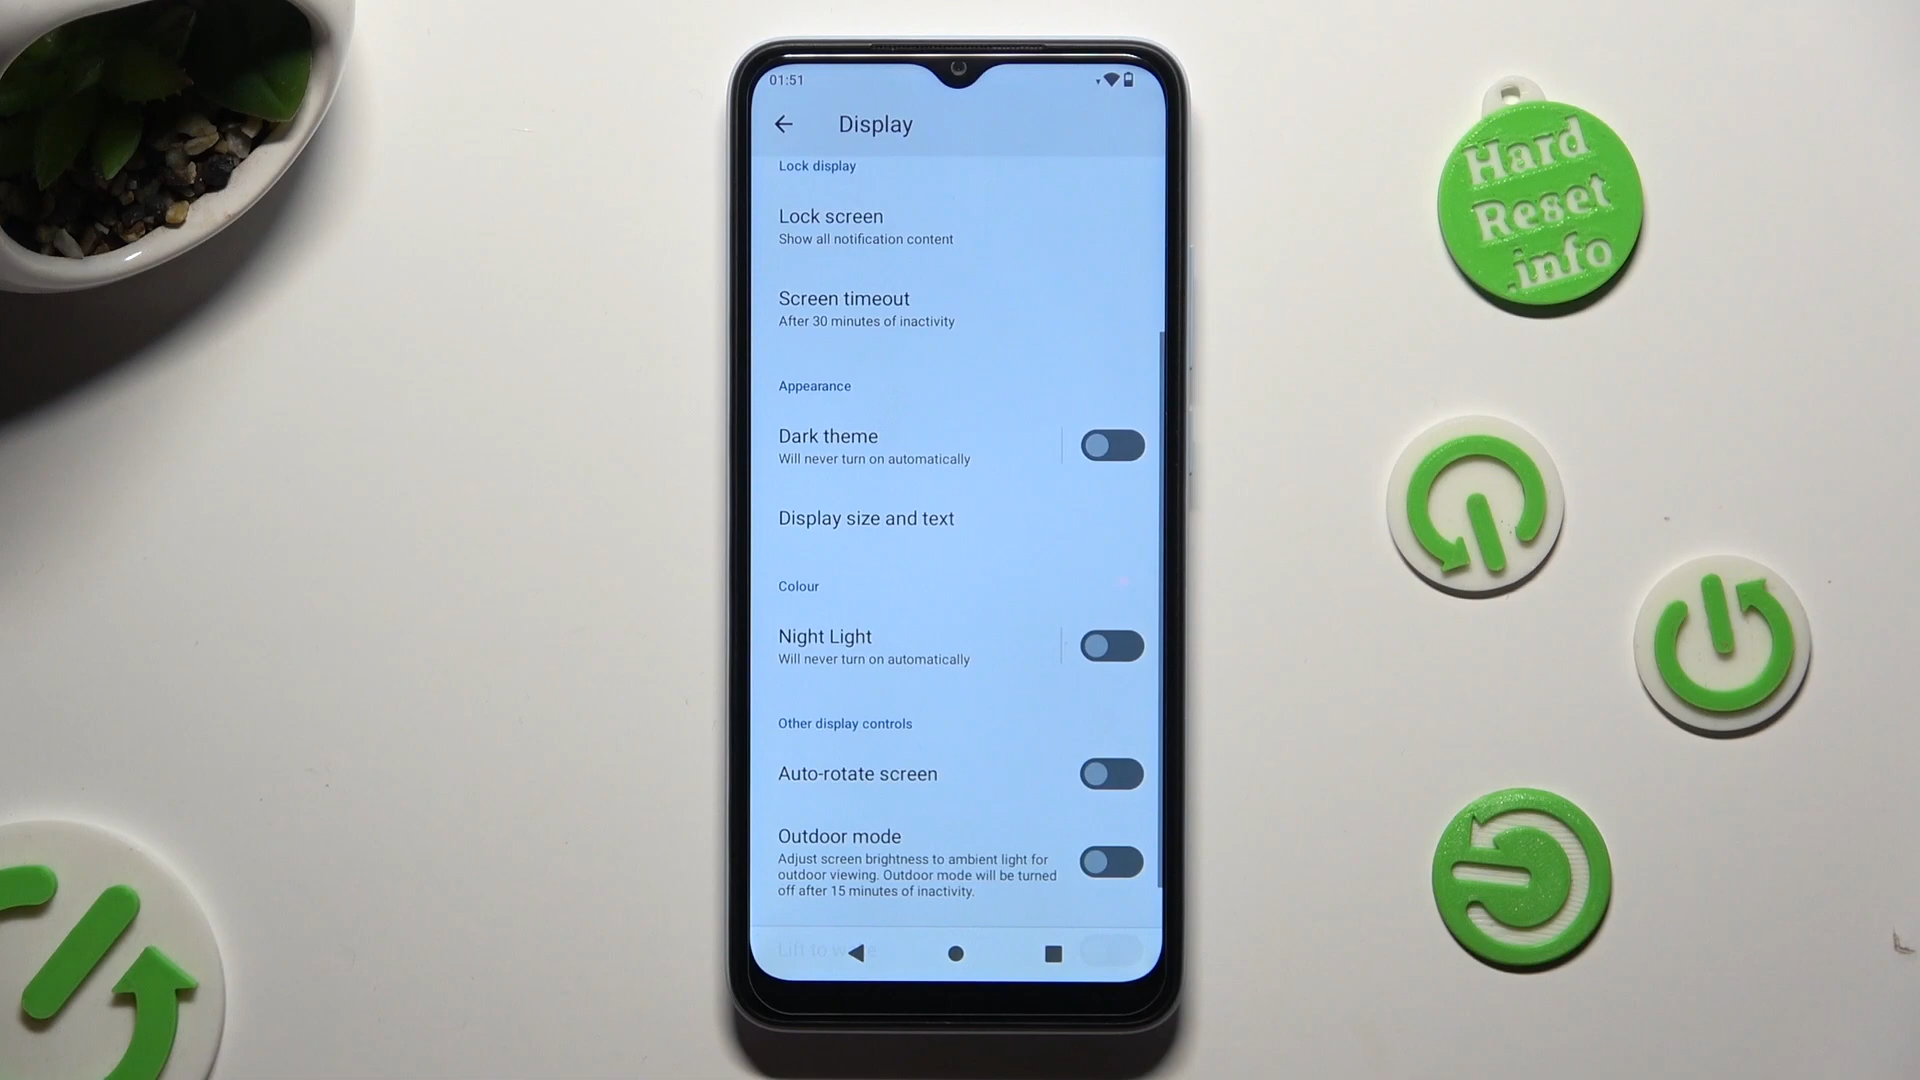 01:51
Display
Lock display
Lock screen
Show all notification content
Screen timeout
After 30 minutes of inactivity
Appearance
Dark theme
Will never turn on automatically
Display size and text
Colour
Night Light
Will never turn on automatically
Other display controls
Auto-rotate screen
Outdoor mode
Adjust screen brightness to ambient light for
outdoor viewing. Outdoor mode will be turned
off after 15 minutes of inactivity.
Lift to
Hard
Reset
.info